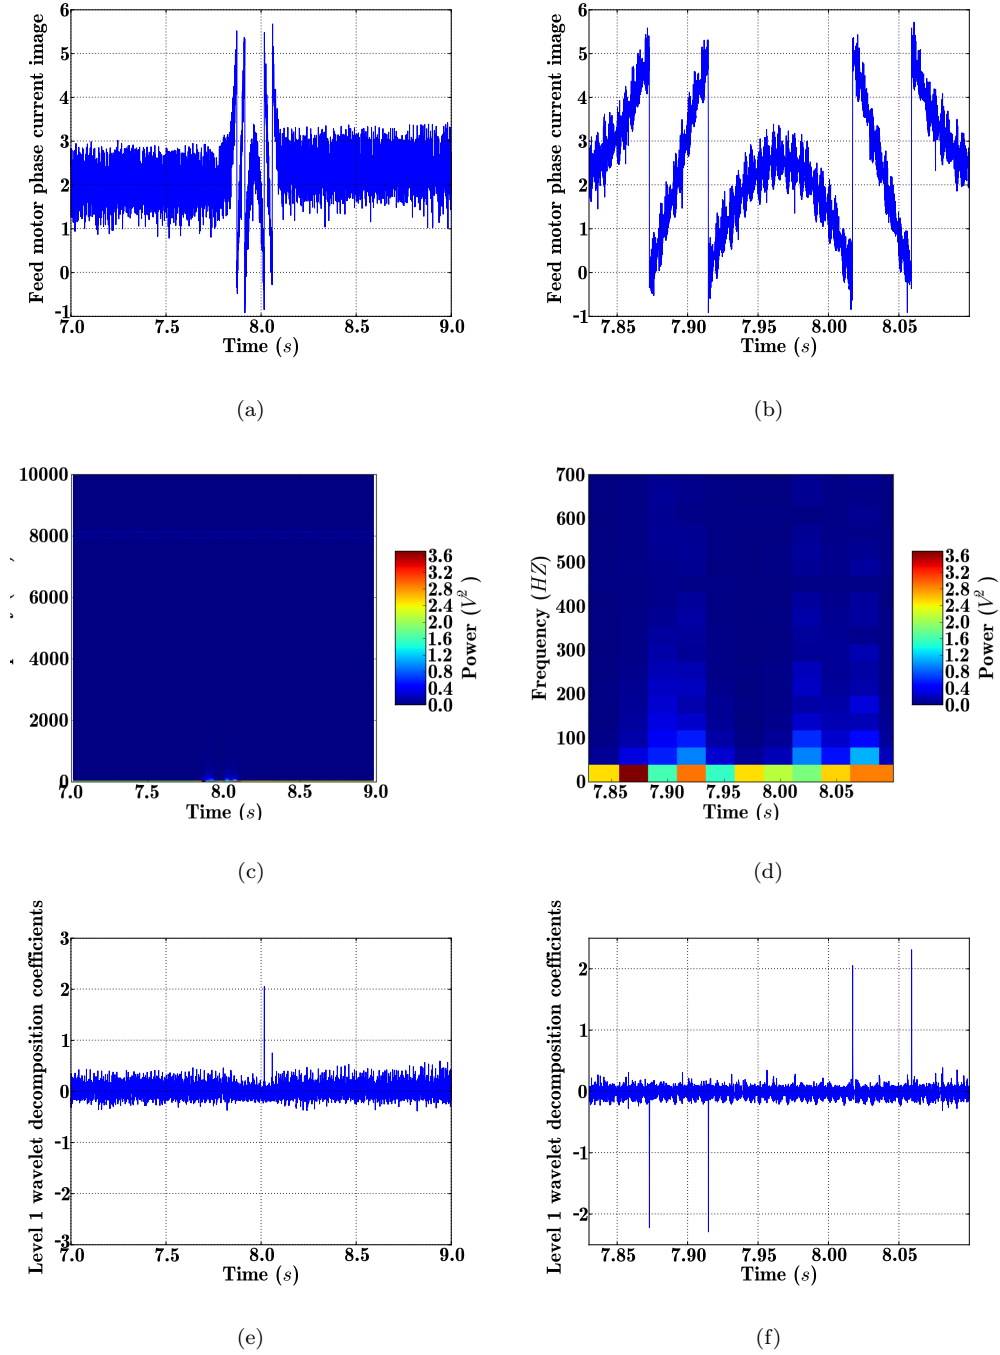 6
5
4
3
2
1
0
-1
7.0 7.5 8.0 8.5 9.0
Feed motor phase current image
Time (s)
(a)
6
5
4
3
2
1
0
-1
7.85 7.90 7.95 8.00 8.05
Feed motor phase current image
Time (s)
(b)
10000
8000
6000
4000
2000
0
7.0 7.5 8.0 8.5 9.0
Time (s)
3.6
3.2
2.8
2.4
2.0
1.6
1.2
0.8
0.4
0.0
Power (V²)
(c)
700
600
500
400
300
200
100
0
7.85 7.90 7.95 8.00 8.05
Frequency (HZ)
Time (s)
3.6
3.2
2.8
2.4
2.0
1.6
1.2
0.8
0.4
0.0
Power (V²)
(d)
3
2
1
0
-1
-2
-3
7.0 7.5 8.0 8.5 9.0
Level 1 wavelet decomposition coefficients
Time (s)
(e)
2
1
0
-1
-2
7.85 7.90 7.95 8.00 8.05
Level 1 wavelet decomposition coefficients
Time (s)
(f)